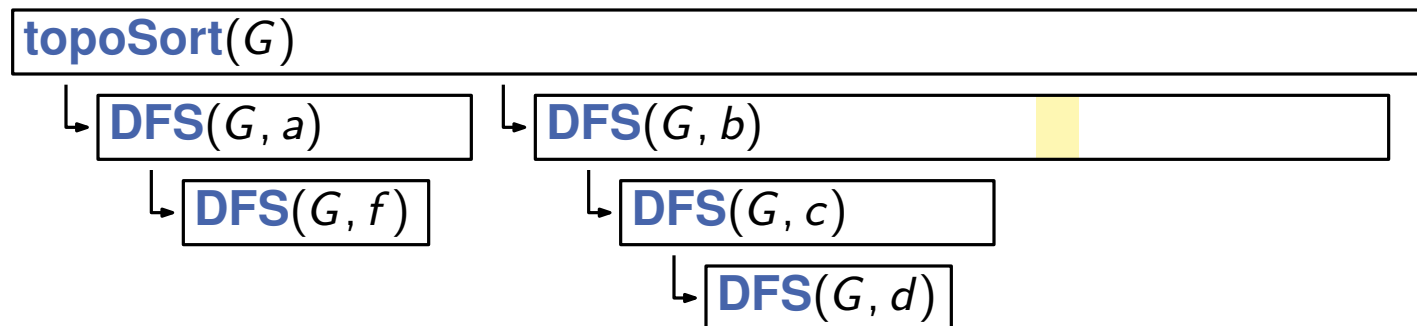 topoSort(G)
DFS(G, a) DFS(G, b)
DFS(G, f) DFS(G, c)
DFS(G, d)